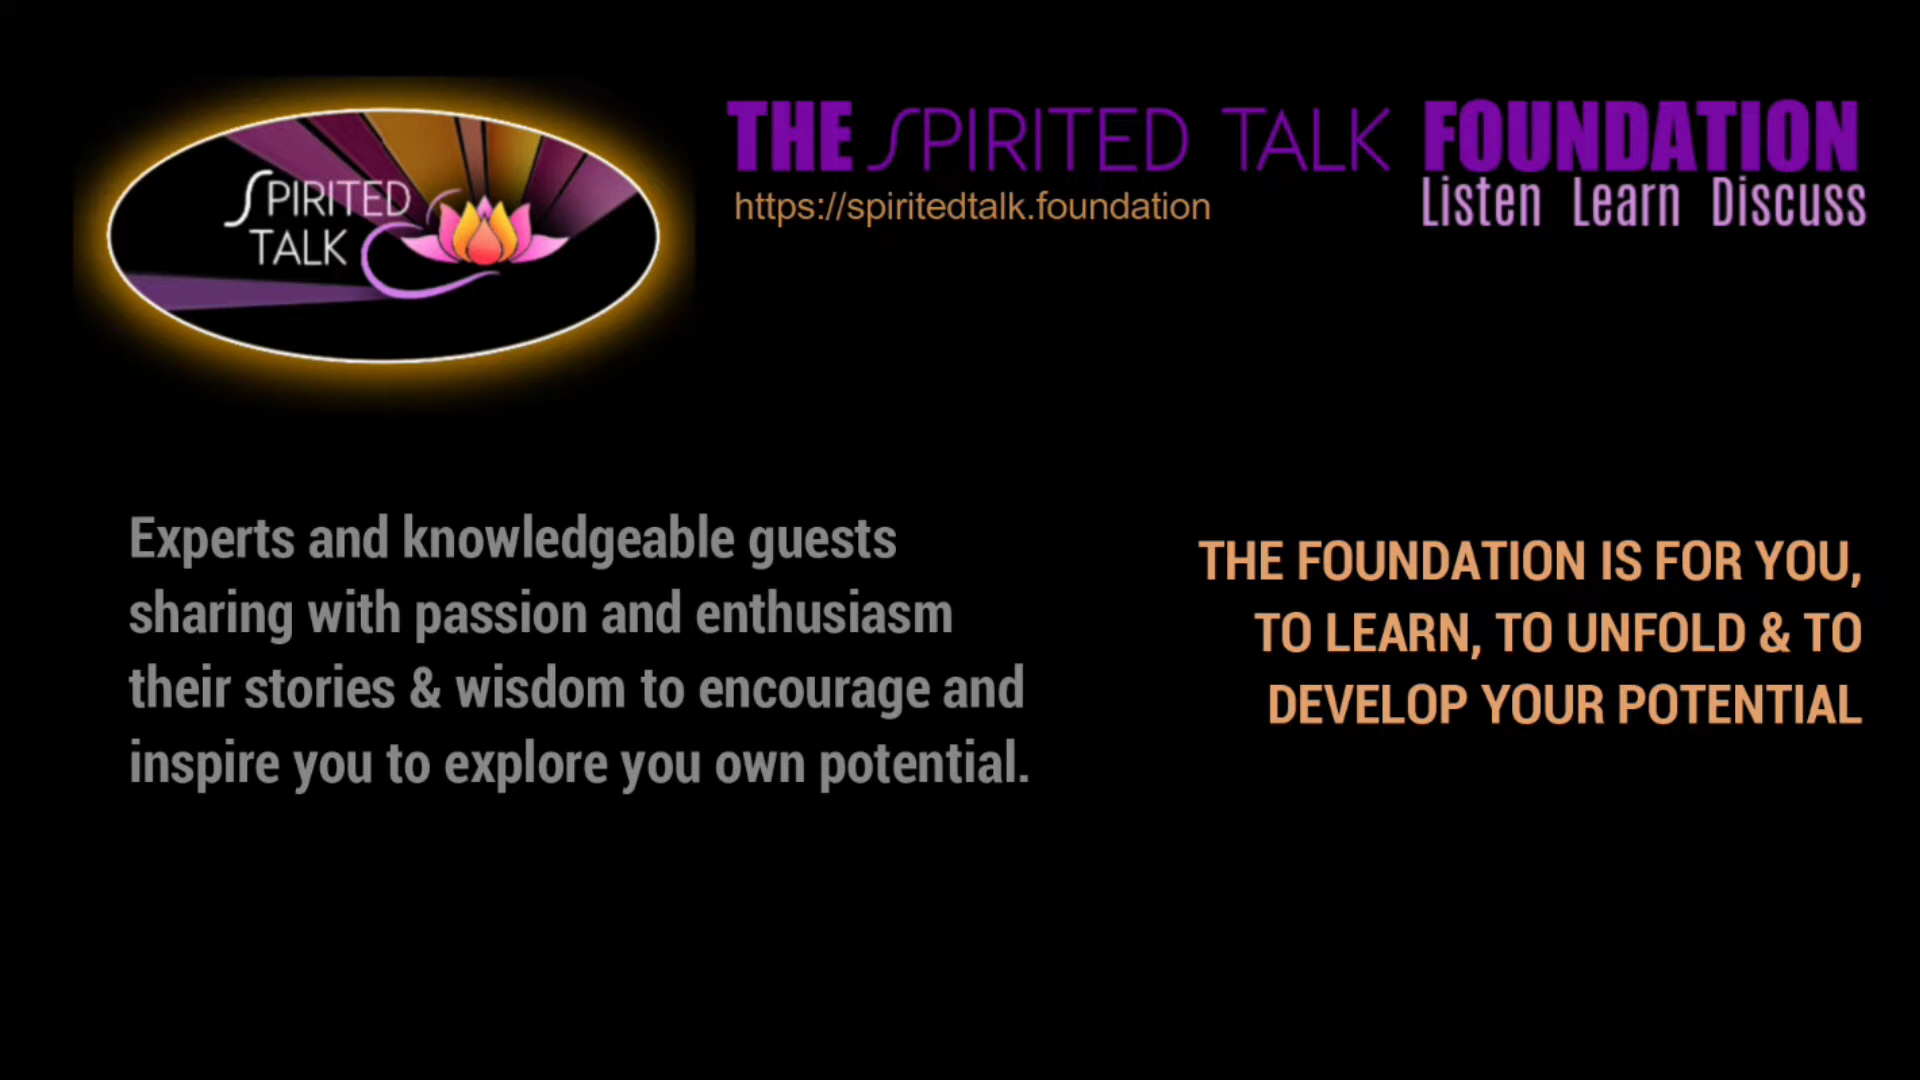 SPIRITED
TALK
THE SPIRITED TALK FOUNDATION
https://spiritedtalk.foundation
Listen Learn Discuss
Experts and knowledgeable guests
sharing with passion and enthusiasm
their stories & wisdom to encourage and
inspire you to explore you own potential.
THE FOUNDATION IS FOR YOU,
TO LEARN, TO UNFOLD & TO
DEVELOP YOUR POTENTIAL